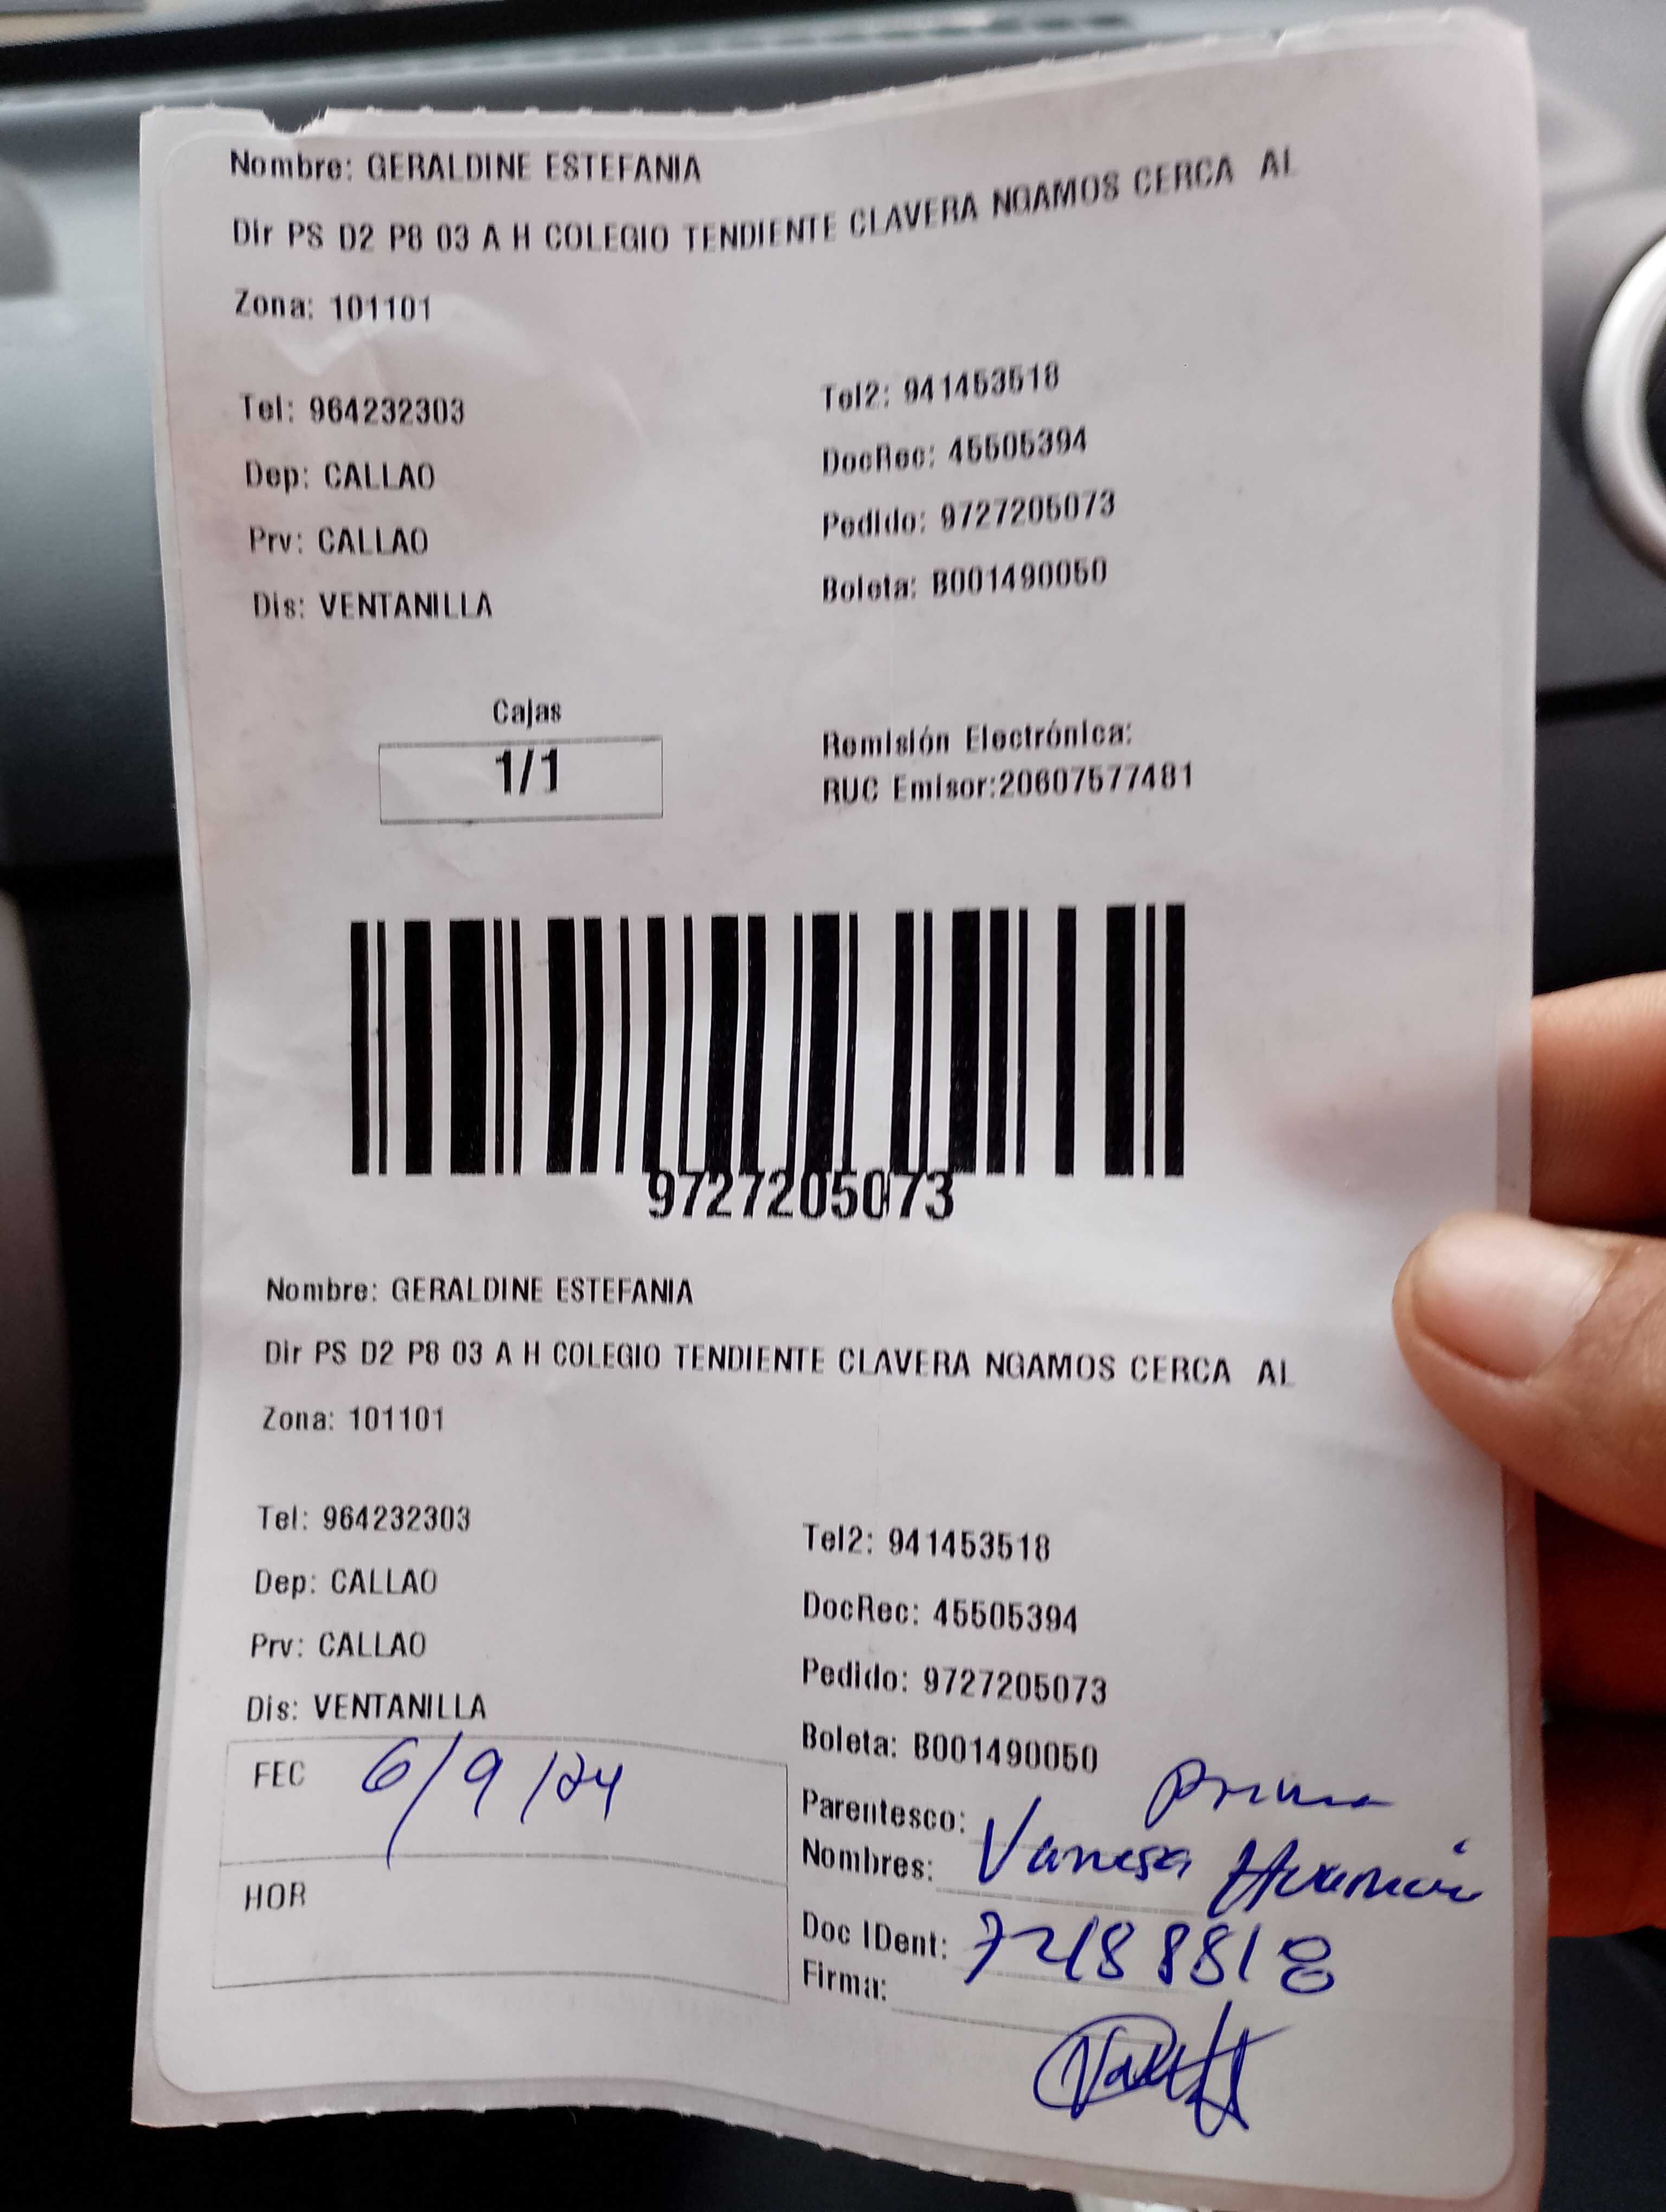 Nombre: GERALDINE ESTEFANIA
Dir PS D2 P8 03 A H COLEGIO TENDIENTE CLAVERA NGAMOS CERCA AL
Zona: 101101
Tel: 964232303 Tel2: 941453518
Dep: CALLAO DocRec: 45505394
Prv: CALLAO Pedido: 9727205073
Dis: VENTANILLA Boleta: B001490050
Cajas
1/1
Remisión Electrónica:
RUC Emisor:20607577481
9727205073
Nombre: GERALDINE ESTEFANIA
Dir PS D2 P8 03 A H COLEGIO TENDIENTE CLAVERA NGAMOS CERCA AL
Zona: 101101
Tel: 964232303 Tel2: 941453518
Dep: CALLAO DocRec: 45505394
Prv: CALLAO Pedido: 9727205073
Dis: VENTANILLA Boleta: B001490050
FEC 6/9/24
HOR
Parentesco: Prima
Nombres: Vanesa
Doc IDent: 72188818
Firma: